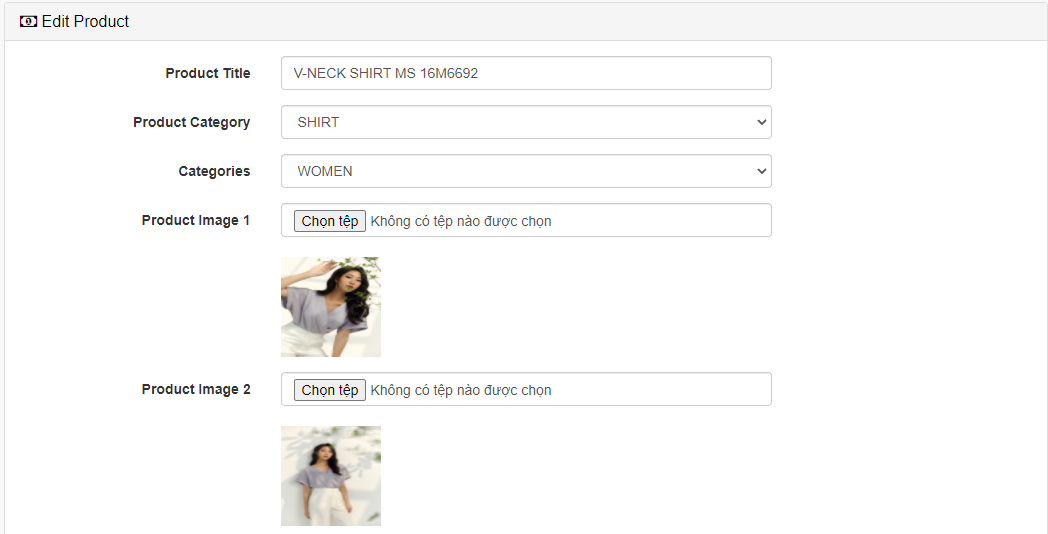 Edit Product
Product Title
V-NECK SHIRT MS 16M6692
Product Category
SHIRT
Categories
WOMEN
Product Image 1
Chọn tệp Không có tệp nào được chọn
Product Image 2
Chọn tệp Không có tệp nào được chọn